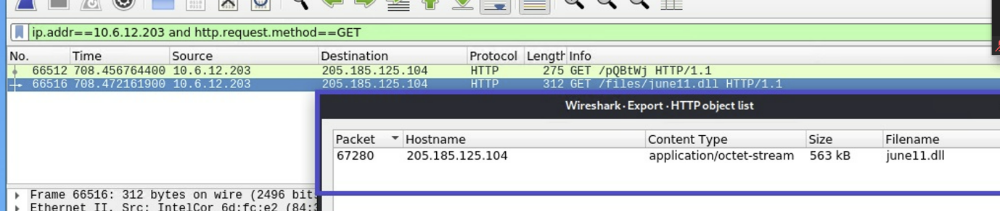 ip.addr==10.6.12.203 and http.request.method==GET
No. Time Source Destination Protocol Length Info
66512 708.456764400 10.6.12.203 205.185.125.104 HTTP 275 GET /pQBtWj HTTP/1.1
66516 708.472161900 10.6.12.203 205.185.125.104 HTTP 312 GET /files/june11.dll HTTP/1.1
Wireshark · Export · HTTP object list
Packet Hostname Content Type Size Filename
67280 205.185.125.104 application/octet-stream 563 kB june11.dll
Frame 66516: 312 bytes on wire (2496 bits
Ethernet II, Src: IntelCor_6d:fc:e2 (84:3